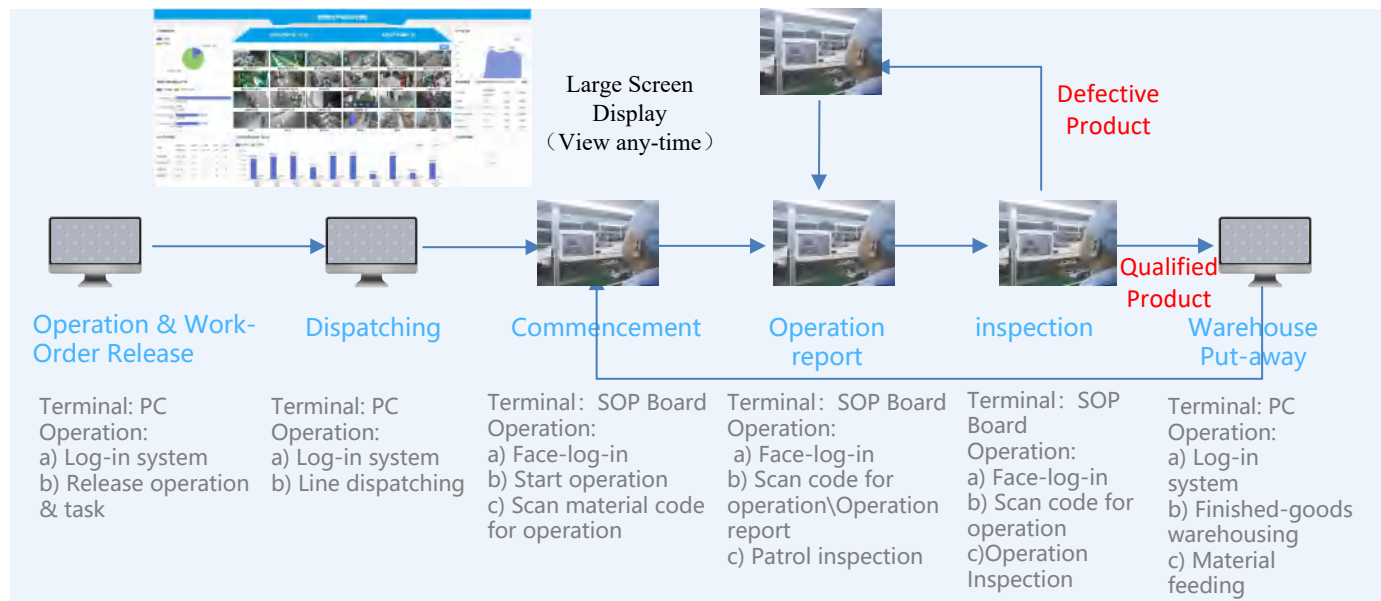 Large Screen
Display
（View any-time）
Defective
Product
Qualified
Product
Operation & Work-
Order Release
Dispatching
Commencement
Operation
report
inspection
Warehouse
Put-away
Terminal: PC
Operation:
a) Log-in system
b) Release operation
& task
Terminal: PC
Operation:
a) Log-in system
b) Line dispatching
Terminal：SOP Board
Operation:
a) Face-log-in
b) Start operation
c) Scan material code
for operation
Terminal：SOP Board
Operation:
a) Face-log-in
b) Scan code for
operation\Operation
report
c) Patrol inspection
Terminal：SOP
Board
Operation:
a) Face-log-in
b) Scan code for
operation
c)Operation
Inspection
Terminal: PC
Operation:
a) Log-in
system
b) Finished-goods
warehousing
c) Material
feeding